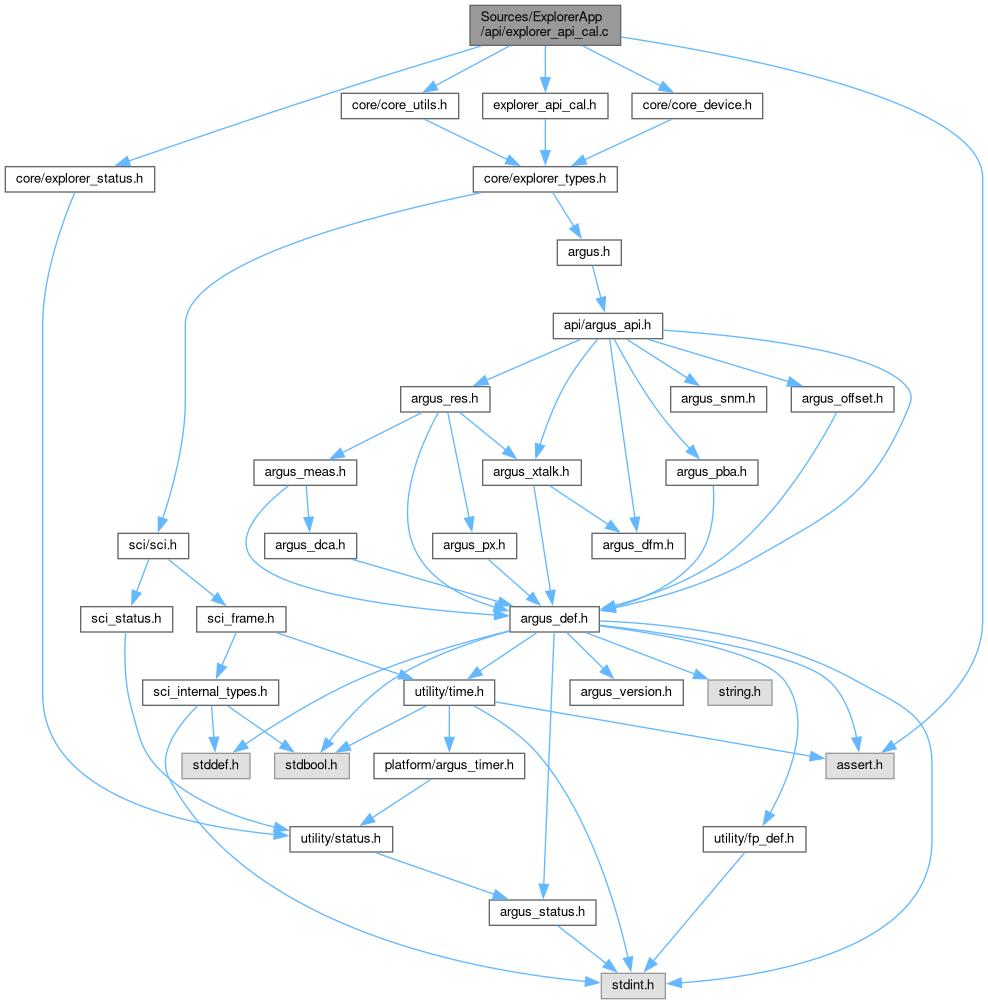 Sources/ExplorerApp
/api/explorer_api_cal.c
core/core_utils.h
explorer_api_cal.h
core/core_device.h
core/explorer_status.h
core/explorer_types.h
argus.h
api/argus_api.h
argus_res.h
argus_snm.h
argus_offset.h
argus_meas.h
argus_xtalk.h
argus_pba.h
sci/sci.h
argus_dca.h
argus_px.h
argus_dfm.h
sci_status.h
sci_frame.h
argus_def.h
sci_internal_types.h
utility/time.h
argus_version.h
string.h
stddef.h
stdbool.h
platform/argus_timer.h
assert.h
utility/status.h
utility/fp_def.h
argus_status.h
stdint.h